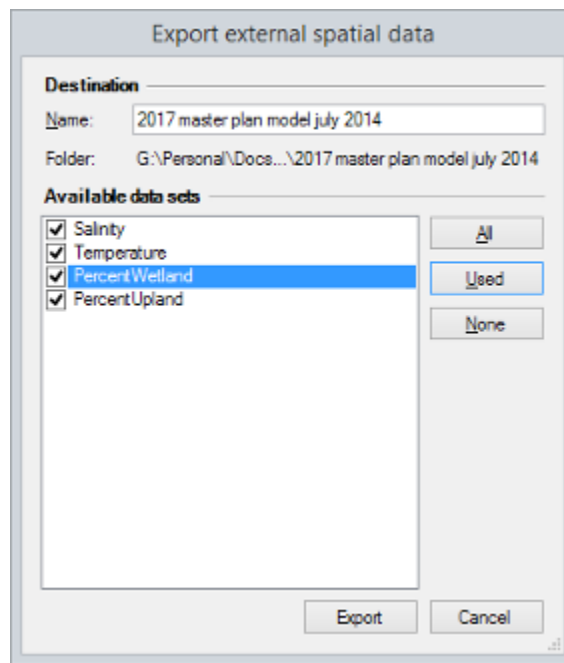 Export external spatial data
Destination
Name: 2017 master plan model july 2014
Folder: G:\Personal\Docs...\2017 master plan model july 2014
Available data sets
Salinity
All
Temperature
PercentWetland
Used
PercentUpland
None
Export Cancel